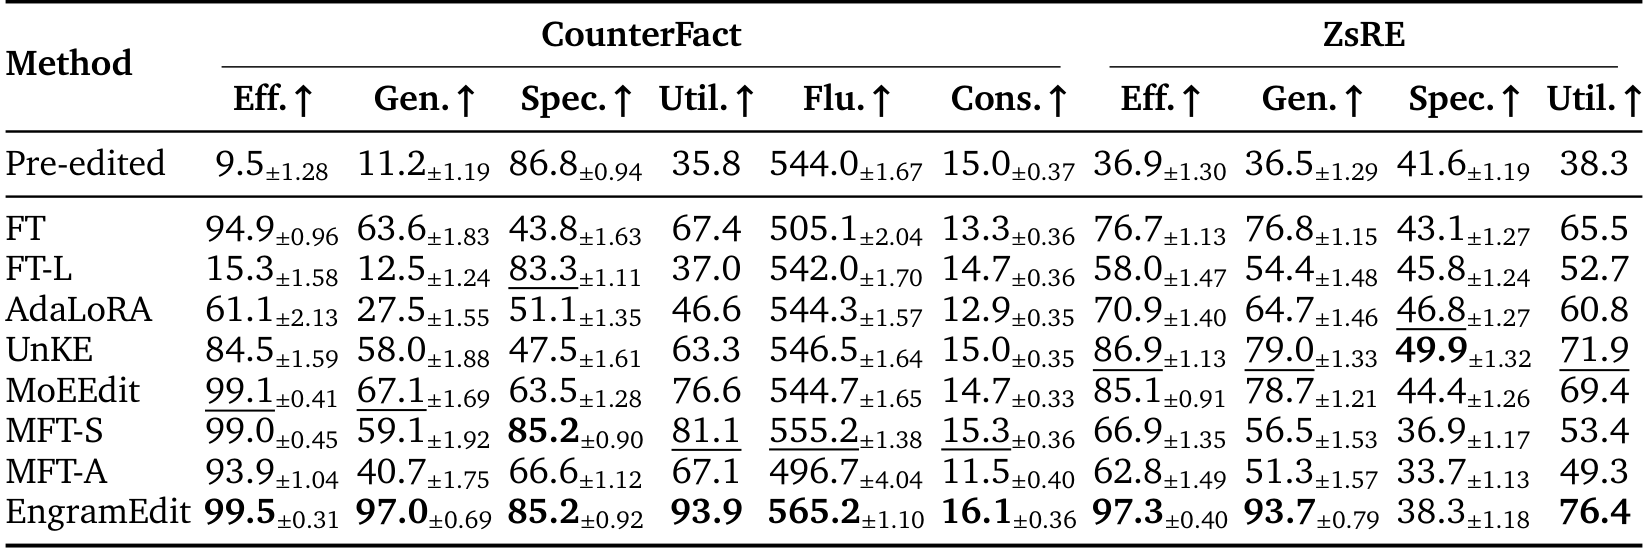 CounterFact ZsRE
Method
Eff.↑ Gen.↑ Spec.↑ Util.↑ Flu.↑ Cons.↑ Eff.↑ Gen.↑ Spec.↑ Util.↑
Pre-edited 9.5±1.28 11.2±1.19 86.8±0.94 35.8 544.0±1.67 15.0±0.37 36.9±1.30 36.5±1.29 41.6±1.19 38.3
FT 94.9±0.96 63.6±1.83 43.8±1.63 67.4 505.1±2.04 13.3±0.36 76.7±1.13 76.8±1.15 43.1±1.27 65.5
FT-L 15.3±1.58 12.5±1.24 83.3±1.11 37.0 542.0±1.70 14.7±0.36 58.0±1.47 54.4±1.48 45.8±1.24 52.7
AdaLoRA 61.1±2.13 27.5±1.55 51.1±1.35 46.6 544.3±1.57 12.9±0.35 70.9±1.40 64.7±1.46 46.8±1.27 60.8
UnKE 84.5±1.59 58.0±1.88 47.5±1.61 63.3 546.5±1.64 15.0±0.35 86.9±1.13 79.0±1.33 49.9±1.32 71.9
MoEEdit 99.1±0.41 67.1±1.69 63.5±1.28 76.6 544.7±1.65 14.7±0.33 85.1±0.91 78.7±1.21 44.4±1.26 69.4
MFT-S 99.0±0.45 59.1±1.92 85.2±0.90 81.1 555.2±1.38 15.3±0.36 66.9±1.35 56.5±1.53 36.9±1.17 53.4
MFT-A 93.9±1.04 40.7±1.75 66.6±1.12 67.1 496.7±4.04 11.5±0.40 62.8±1.49 51.3±1.57 33.7±1.13 49.3
EngramEdit 99.5±0.31 97.0±0.69 85.2±0.92 93.9 565.2±1.10 16.1±0.36 97.3±0.40 93.7±0.79 38.3±1.18 76.4